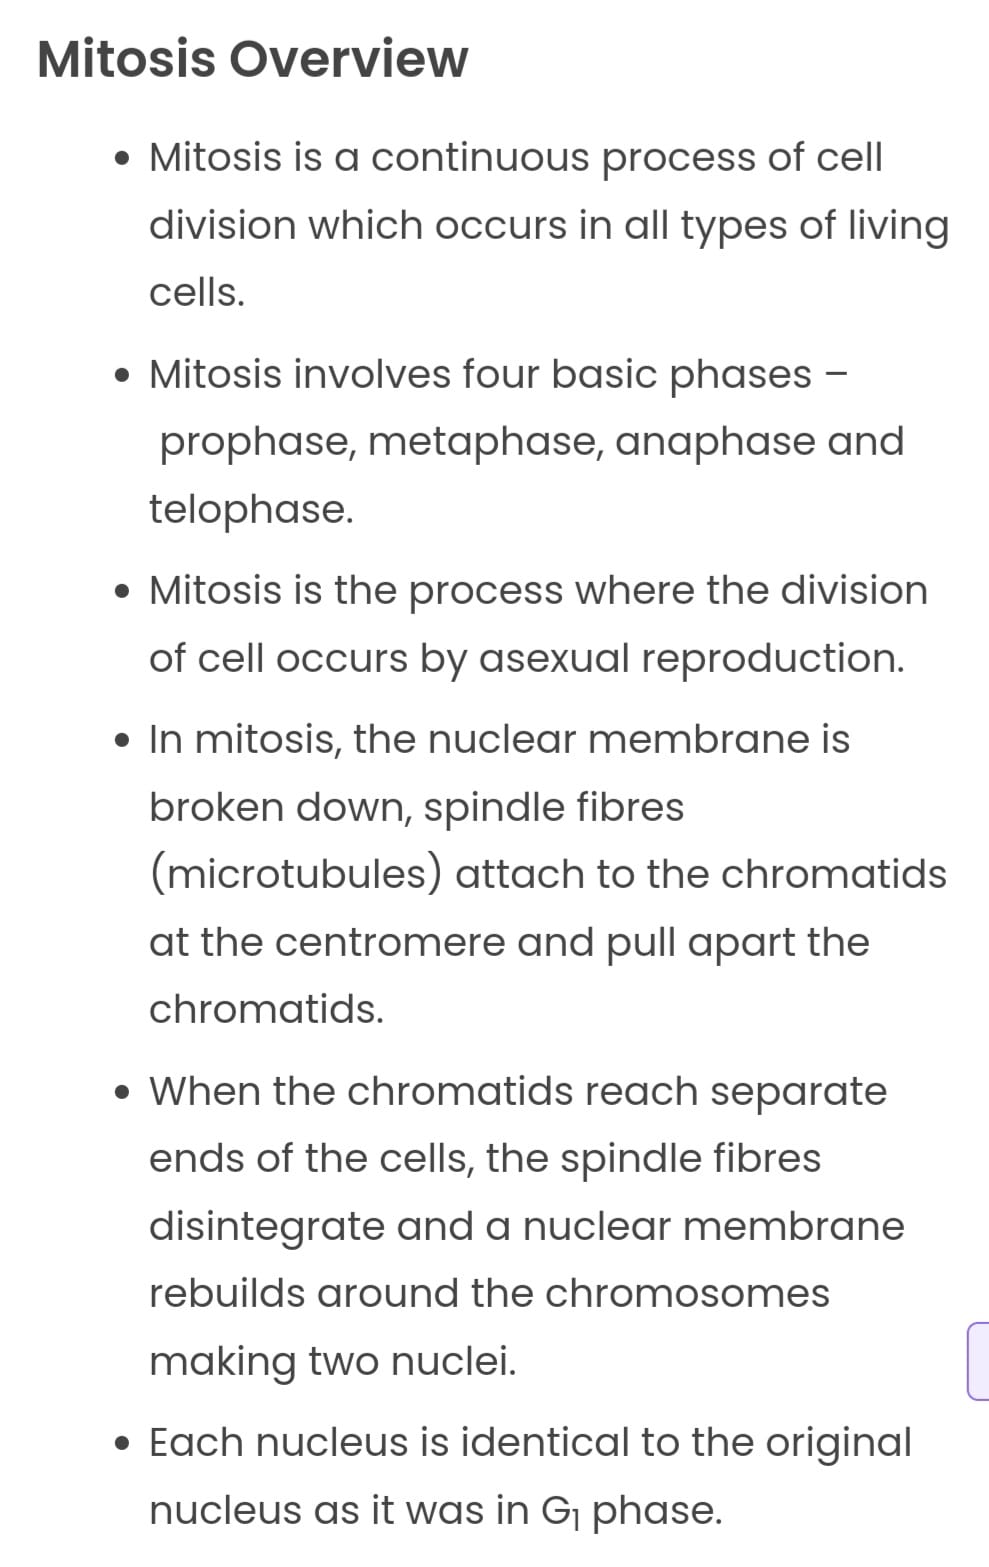 Mitosis Overview
• Mitosis is a continuous process of cell
division which occurs in all types of living
cells.
• Mitosis involves four basic phases –
prophase, metaphase, anaphase and
telophase.
• Mitosis is the process where the division
of cell occurs by asexual reproduction.
• In mitosis, the nuclear membrane is
broken down, spindle fibres
(microtubules) attach to the chromatids
at the centromere and pull apart the
chromatids.
• When the chromatids reach separate
ends of the cells, the spindle fibres
disintegrate and a nuclear membrane
rebuilds around the chromosomes
making two nuclei.
• Each nucleus is identical to the original
nucleus as it was in G₁ phase.